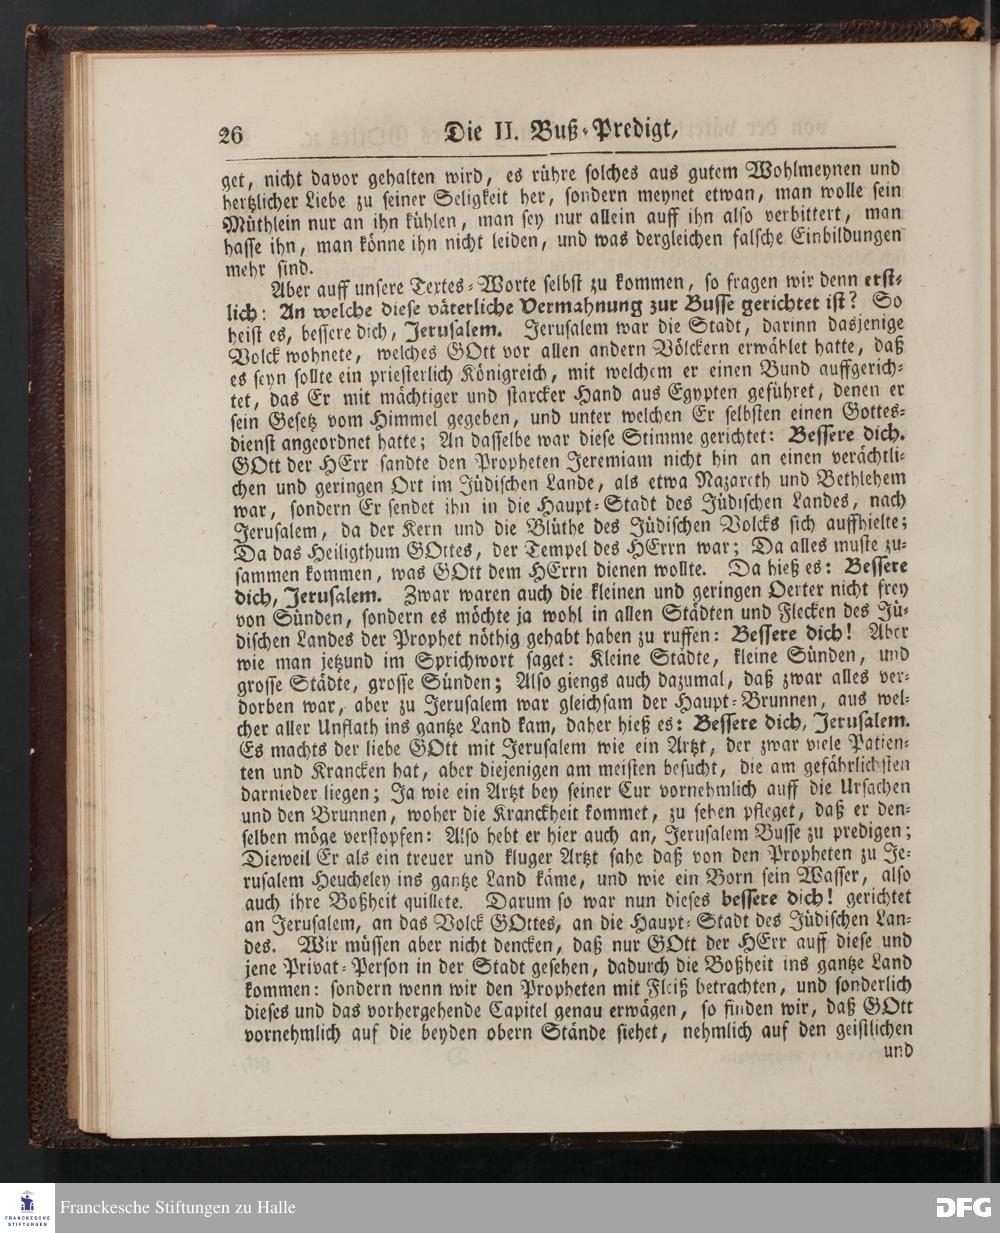 26 Die II. Buß-Predigt,
get, nicht davor gehalten wird, es rühre solches aus gutem Wohlmeynen und
hertzlicher Liebe zu seiner Seligkeit her, sondern meynet etwan, man wolle sein
Müthlein nur an ihn kühlen, man sey nur allein auff ihn also verbittert, man
hasse ihn, man könne ihn nicht leiden, und was dergleichen falsche Einbildungen
mehr sind.
Aber auff unsere Textes-Worte selbst zu kommen, so fragen wir denn erst-
lich: An welche diese väterliche Vermahnung zur Busse gerichtet ist? So
heist es, bessere dich, Jerusalem. Jerusalem war die Stadt, darinn dasjenige
Volck wohnete, welches GOtt vor allen andern Völckern erwählet hatte, daß
es seyn sollte ein priesterlich Königreich, mit welchem er einen Bund auffgerich-
tet, das Er mit mächtiger und starcker Hand aus Egypten geführet, denen er
sein Gesetz vom Himmel gegeben, und unter welchen Er selbsten einen Gottes-
dienst angeordnet hatte; An dasselbe war diese Stimme gerichtet: Bessere dich.
GOtt der HErr sandte den Propheten Jeremiam nicht hin an einen verächtli-
chen und geringen Ort im Jüdischen Lande, als etwa Nazareth und Bethlehem
war, sondern Er sendet ihn in die Haupt-Stadt des Jüdischen Landes, nach
Jerusalem, da der Kern und die Blüthe des Jüdischen Volcks sich auffhielte;
Da das Heiligthum GOttes, der Tempel des HErrn war; Da alles muste zu-
sammen kommen, was GOtt dem HErrn dienen wollte. Da hieß es: Bessere
dich, Jerusalem. Zwar waren auch die kleinen und geringen Oerter nicht frey
von Sünden, sondern es möchte ja wohl in allen Städten und Flecken des Jü-
dischen Landes der Prophet nöthig gehabt haben zu ruffen: Bessere dich! Aber
wie man jetzund im Sprichwort saget: Kleine Städte, kleine Sünden, und
grosse Städte, grosse Sünden; Also giengs auch dazumal, daß zwar alles ver-
dorben war, aber zu Jerusalem war gleichsam der Haupt-Brunnen, aus wel-
cher aller Unflath ins gantze Land kam, daher hieß es: Bessere dich, Jerusalem.
Es machts der liebe GOtt mit Jerusalem wie ein Artzt, der zwar viele Patien-
ten und Krancken hat, aber diejenigen am meisten besucht, die am gefährlichsten
darnieder liegen; Ja wie ein Artzt bey seiner Cur vornehmlich auff die Ursachen
und den Brunnen, woher die Kranckheit kommet, zu sehen pfleget, daß er den-
selben möge verstopfen: Also hebt er hier auch an, Jerusalem Busse zu predigen;
Dieweil Er als ein treuer und kluger Artzt sahe daß von den Propheten zu Je-
rusalem Heucheley ins gantze Land käme, und wie ein Born sein Wasser, also
auch ihre Boßheit quillete. Darum so war nun dieses bessere dich! gerichtet
an Jerusalem, an das Volck GOttes, an die Haupt-Stadt des Jüdischen Lan-
des. Wir müssen aber nicht dencken, daß nur GOtt der HErr auff diese und
jene Privat-Person in der Stadt gesehen, dadurch die Boßheit ins gantze Land
kommen: sondern wenn wir den Propheten mit Fleiß betrachten, und sonderlich
dieses und das vorhergehende Capitel genau erwägen, so finden wir, daß GOtt
vornehmlich auf die beyden obern Stände siehet, nehmlich auf den geistlichen
und
FRANCKESCHE
STIFTUNGEN
Franckesche Stiftungen zu Halle
DFG